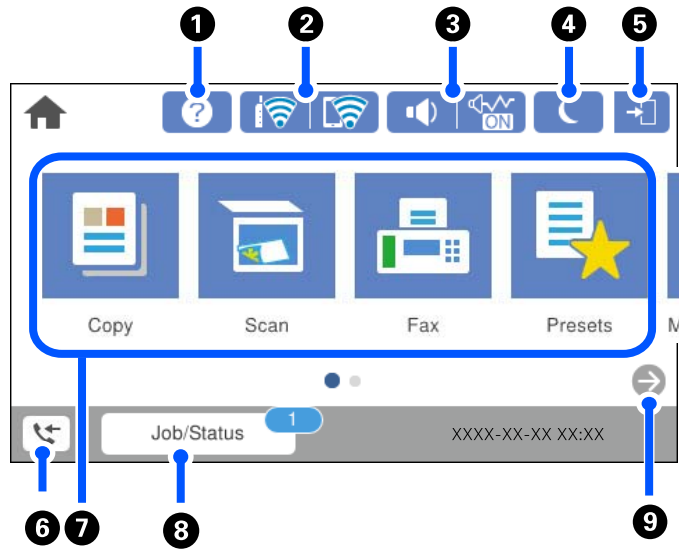 1 2 3 4 5
?
ON
Copy Scan Fax Presets M
1
Job/Status XXXX-XX-XX XX:XX
6 7 8 9